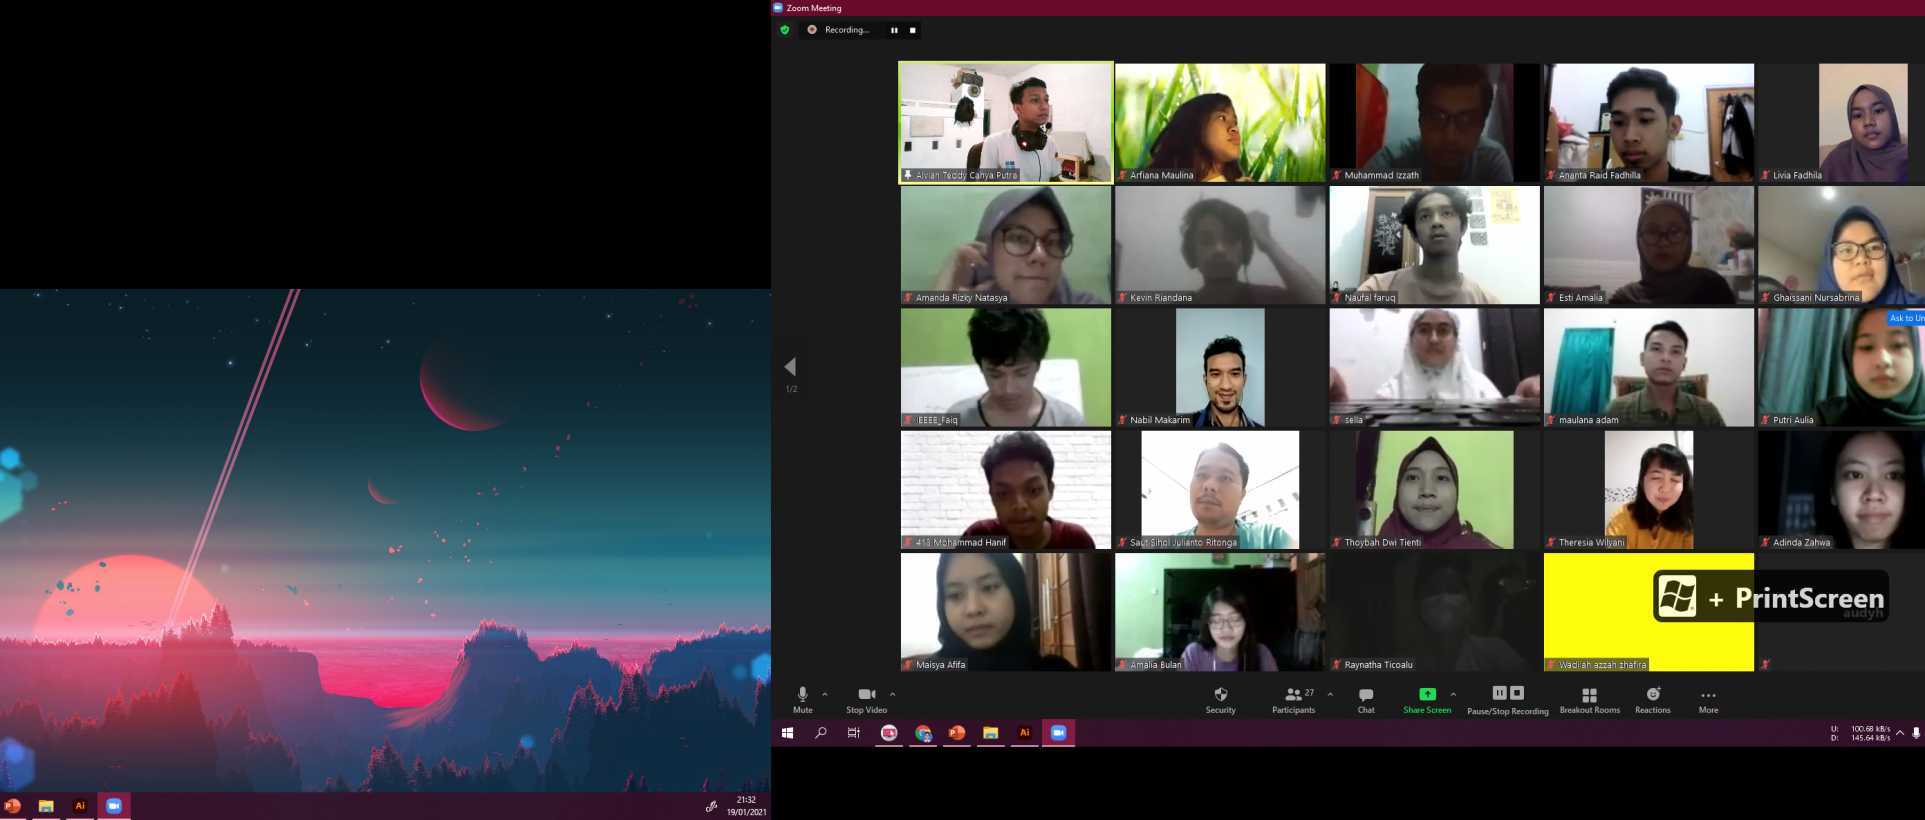 Zoom Meeting
Recording...
Alvian Teddy Cahya Putra
Arfiana Maulina
Muhammad Izzath
Ananta Raid Fadhilla
Livia Fadhila
Amanda Rizky Natasya
Kevin Riandana
Naufal faruq
Esti Amalia
Ghaissani Nursabrina
Ask to Un
IEEEE_Faiq
Nabil Makarim
sella
maulana adam
Putri Aulia
1/2
418 Mohammad Hanif
Saut Sihol Julianto Ritonga
Thoybah Dwi Tienti
Theresia Wilyani
Adinda Zahwa
+ PrintScreen
audyh
Maisya Afifa
Amalia Bulan
Raynatha Ticoalu
Wadi'ah azzah zhafira
Mute
Stop Video
Security
27
Participants
Chat
Share Screen
Pause/Stop Recording
Breakout Rooms
Reactions
More
Ai
U: 100.68 kB/s
D: 145.64 kB/s
Ai
21:32
19/01/2021